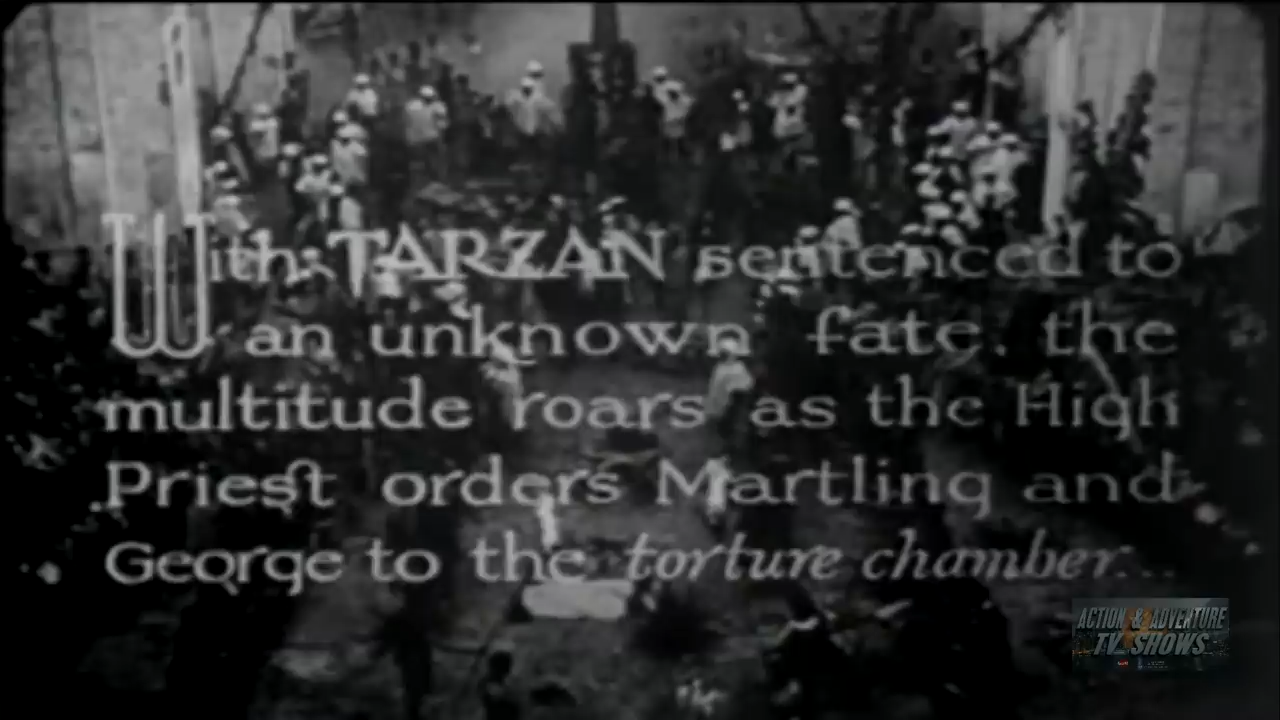 With TARZAN sentenced to
an unknown fate, the
multitude roars as the High
Priest orders Martling and
George to the torture chamber...
ACTION & ADVENTURE
TV SHOWS